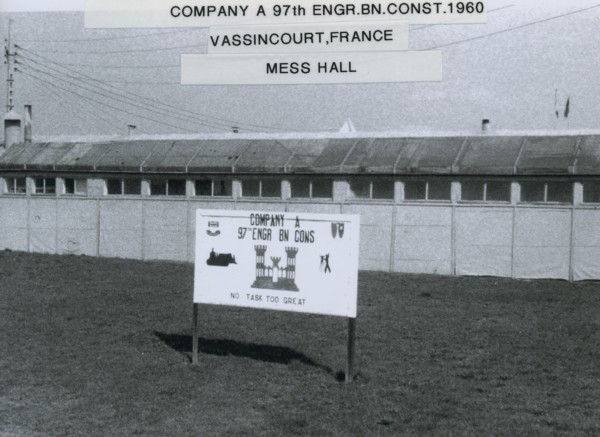 COMPANY A 97th ENGR.BN.CONST.1960
VASSINCOURT,FRANCE
MESS HALL
COMPANY A
97TH ENGR BN CONS
NO TASK TOO GREAT